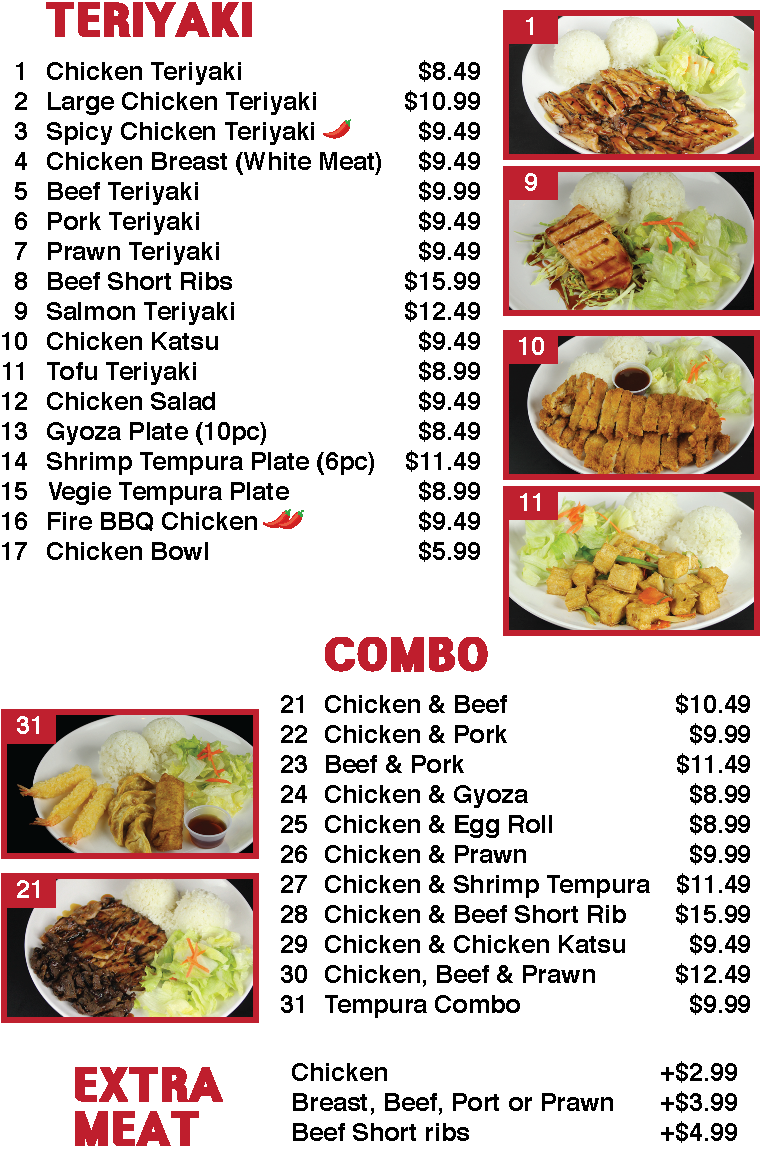 TERIYAKI
1 Chicken Teriyaki $8.49
2 Large Chicken Teriyaki $10.99
3 Spicy Chicken Teriyaki $9.49
4 Chicken Breast (White Meat) $9.49
5 Beef Teriyaki $9.99
6 Pork Teriyaki $9.49
7 Prawn Teriyaki $9.49
8 Beef Short Ribs $15.99
9 Salmon Teriyaki $12.49
10 Chicken Katsu $9.49
11 Tofu Teriyaki $8.99
12 Chicken Salad $9.49
13 Gyoza Plate (10pc) $8.49
14 Shrimp Tempura Plate (6pc) $11.49
15 Vegie Tempura Plate $8.99
16 Fire BBQ Chicken $9.49
17 Chicken Bowl $5.99
1
9
10
11
COMBO
21 Chicken & Beef $10.49
22 Chicken & Pork $9.99
23 Beef & Pork $11.49
24 Chicken & Gyoza $8.99
25 Chicken & Egg Roll $8.99
26 Chicken & Prawn $9.99
27 Chicken & Shrimp Tempura $11.49
28 Chicken & Beef Short Rib $15.99
29 Chicken & Chicken Katsu $9.49
30 Chicken, Beef & Prawn $12.49
31 Tempura Combo $9.99
31
21
EXTRA
MEAT
Chicken +$2.99
Breast, Beef, Port or Prawn +$3.99
Beef Short ribs +$4.99